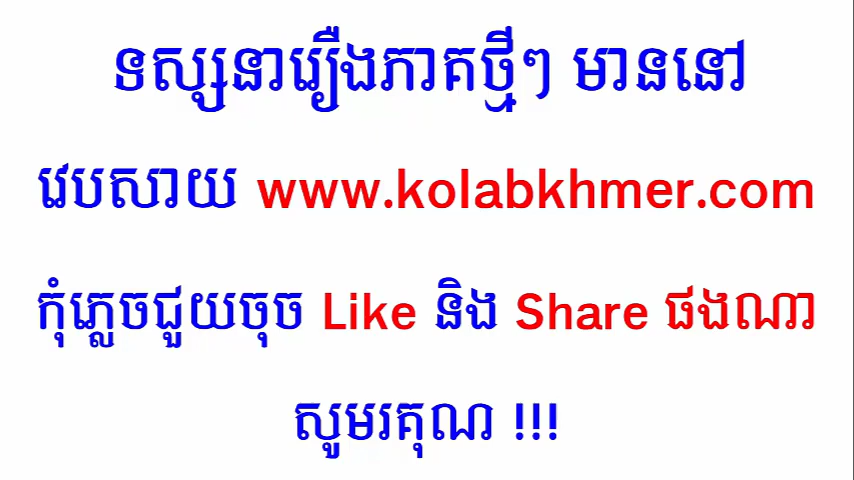 ទស្សនារឿងភាគថ្មីៗ មាននៅ
វេបសាយ www.kolabkhmer.com
កុំភ្លេចជួយចុច Like និង Share ផងណា
សូមរគុណ !!!